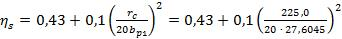 η_s = 0,43 + 0,1 (r_c / 20b_p1)^2 = 0,43 + 0,1 (225,0 / 20 · 27,6045)^2